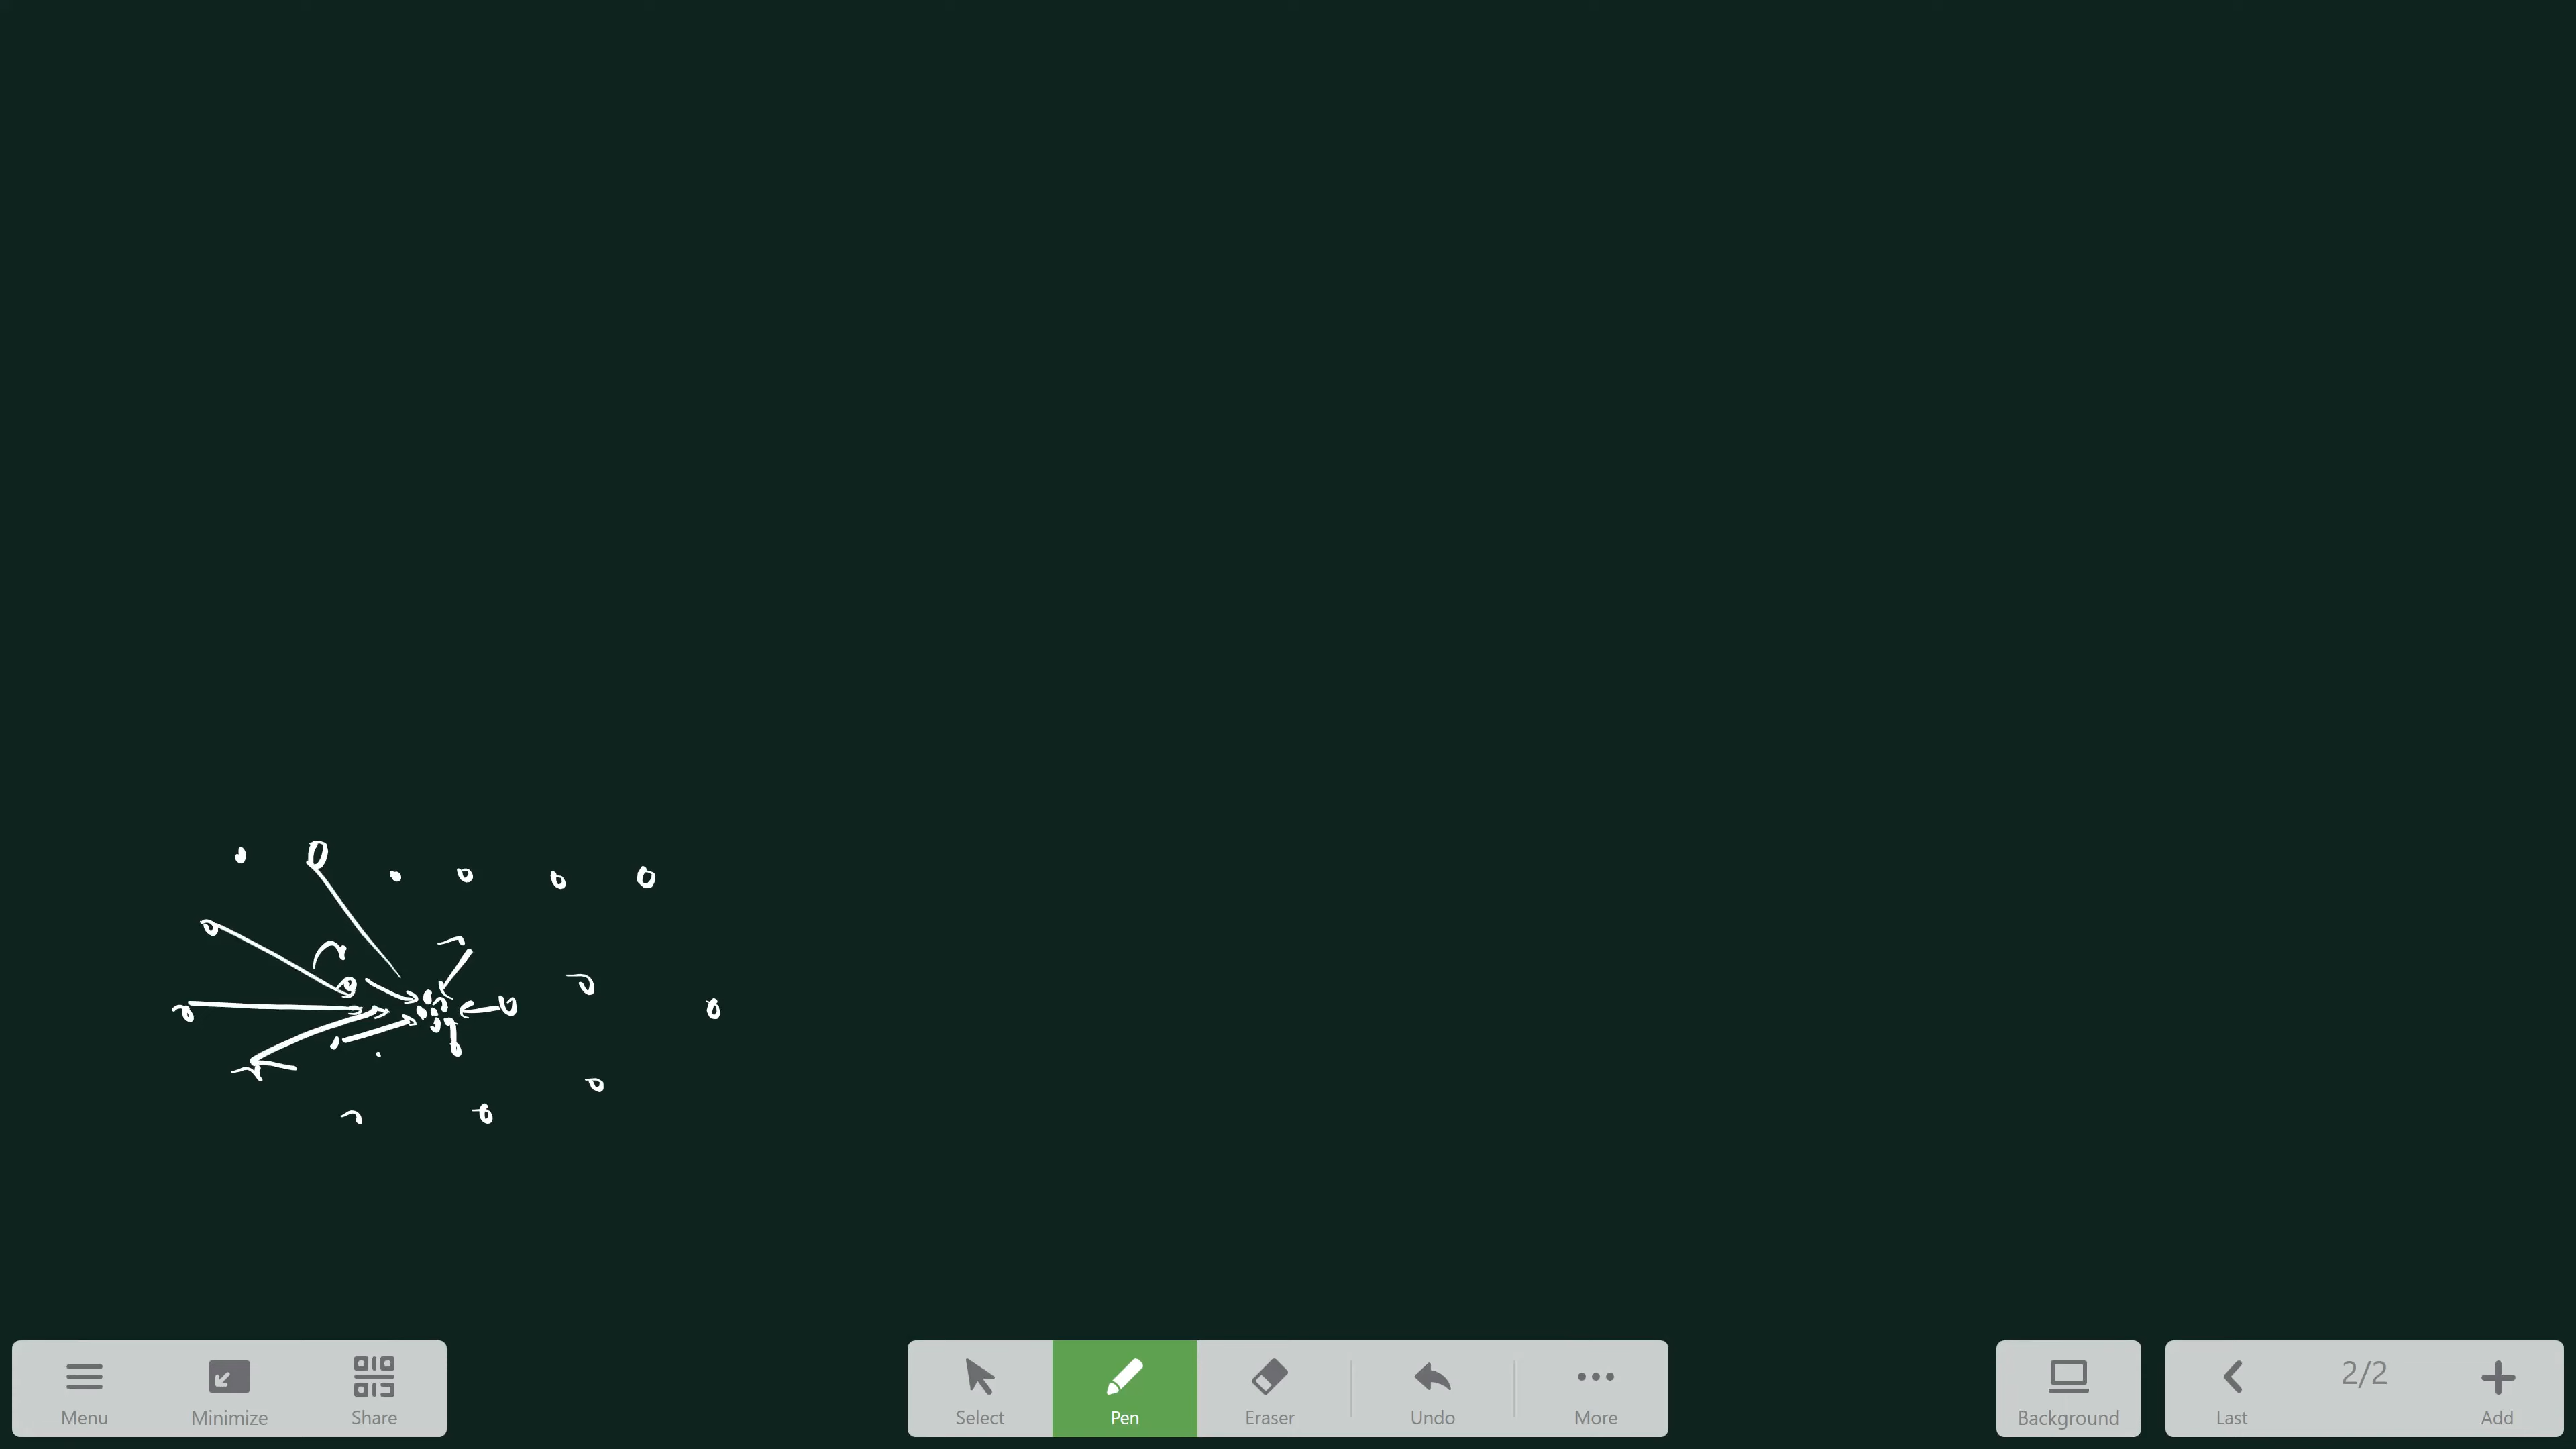 Menu
Minimize
Share
Select
Pen
Eraser
Undo
More
Background
Last
2/2
Add